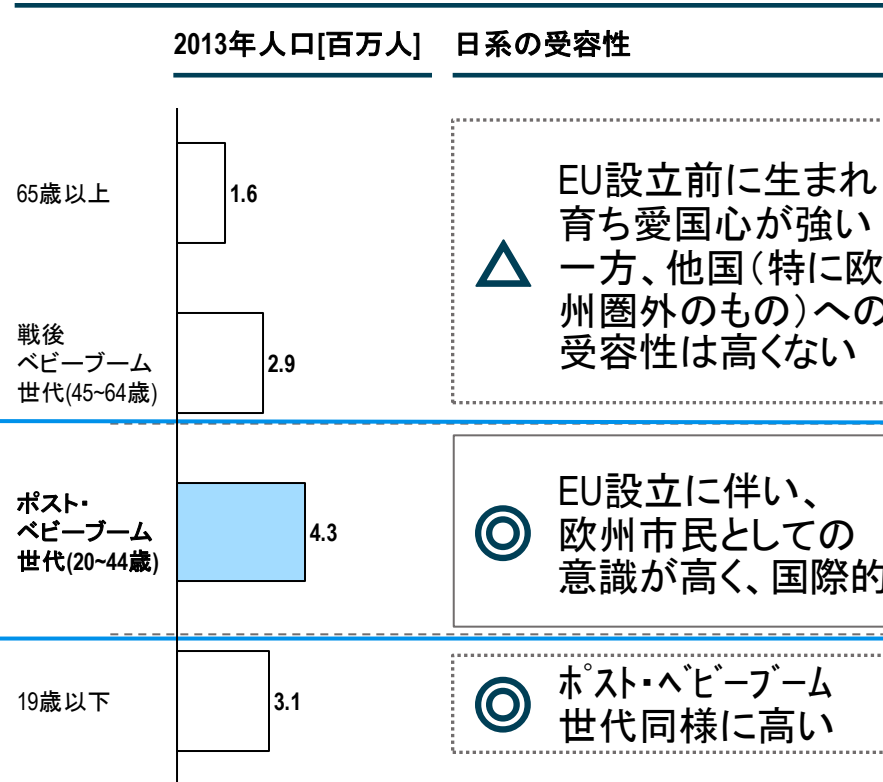 2013年人口[百万人]
日系の受容性
65歳以上
1.6
△
EU設立前に生まれ
育ち愛国心が強い
一方、他国(特に欧
州圏外のもの)への
受容性は高くない
戦後
ベビーブーム
世代(45~64歳)
2.9
ポスト・
ベビーブーム
世代(20~44歳)
4.3
◎
EU設立に伴い、
欧州市民としての
意識が高く、国際的
19歳以下
3.1
◎
ポスト・ベビーブーム
世代同様に高い